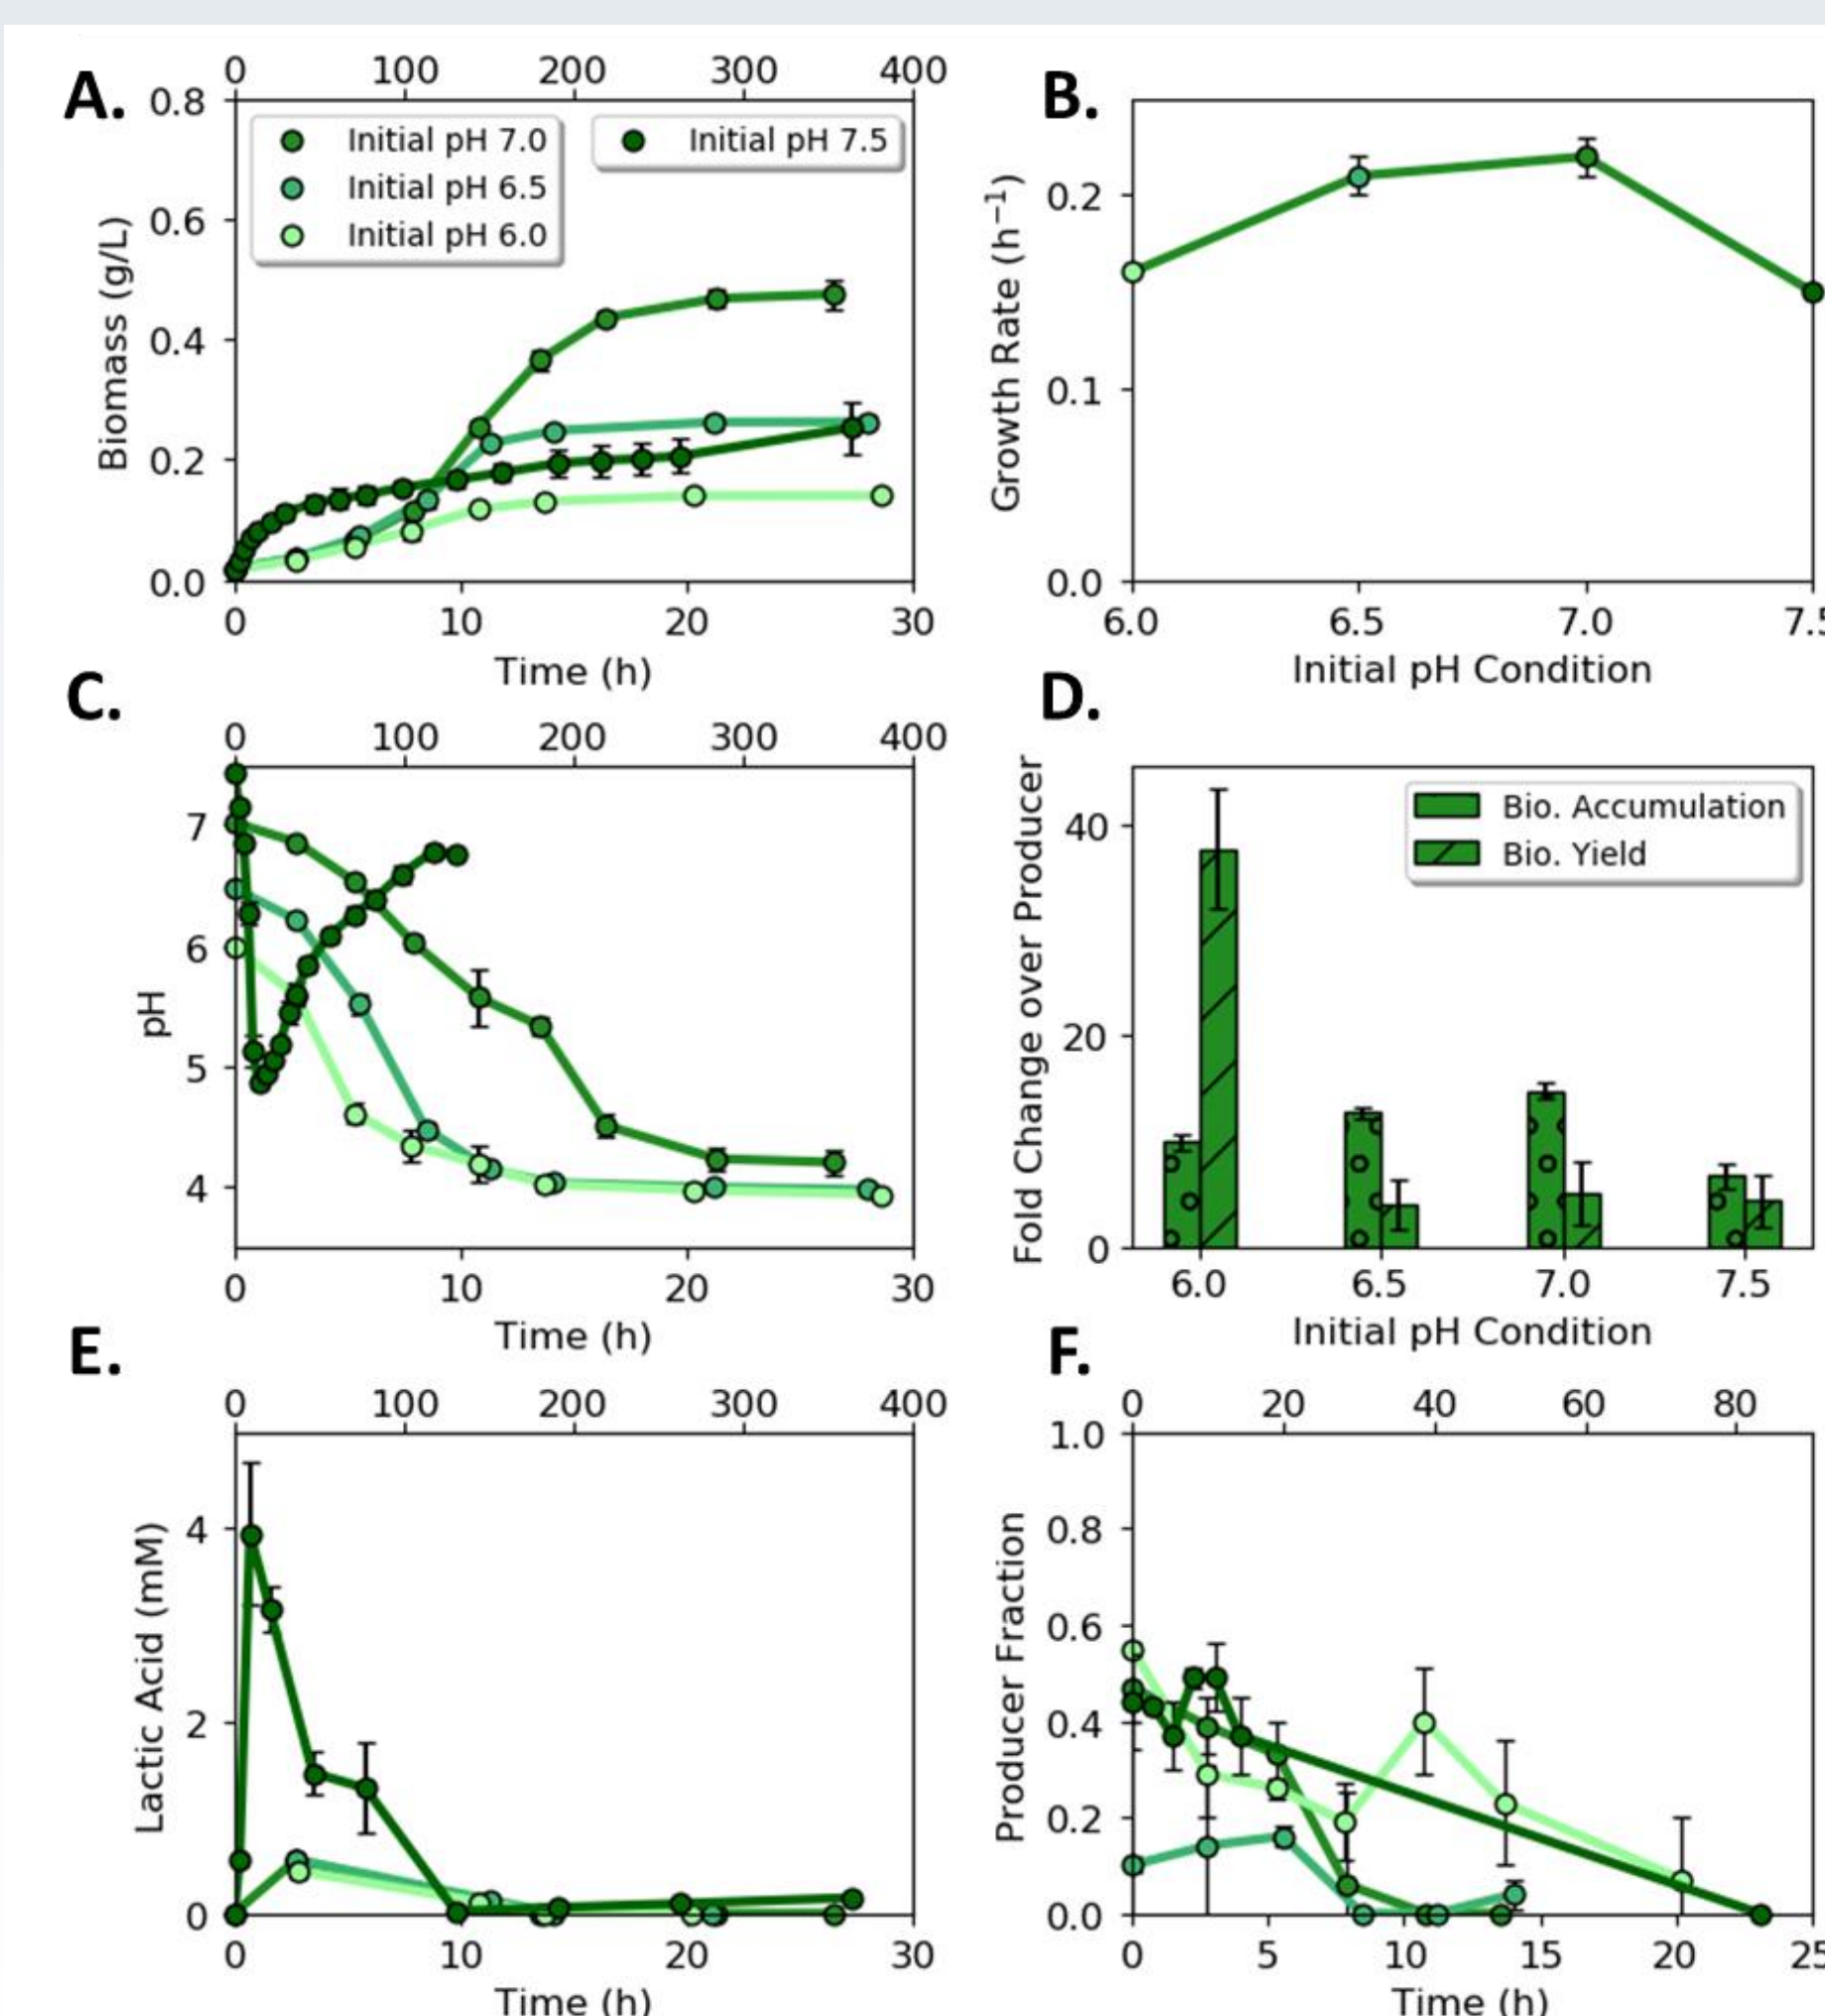 A.
0 100 200 300 400
0.8
0.6
0.4
0.2
0.0
Biomass (g/L)
Initial pH 7.0
Initial pH 6.5
Initial pH 6.0
Initial pH 7.5
0 10 20 30
Time (h)
B.
Growth Rate (h⁻¹)
0.2
0.1
0.0
6.0 6.5 7.0 7.5
Initial pH Condition
C.
0 100 200 300 400
pH
7
6
5
4
0 10 20 30
Time (h)
D.
Fold Change over Producer
40
20
0
Bio. Accumulation
Bio. Yield
6.0 6.5 7.0 7.5
Initial pH Condition
E.
0 100 200 300 400
Lactic Acid (mM)
4
2
0
0 10 20 30
Time (h)
F.
0 20 40 60 80
Producer Fraction
1.0
0.8
0.6
0.4
0.2
0.0
0 5 10 15 20 25
Time (h)